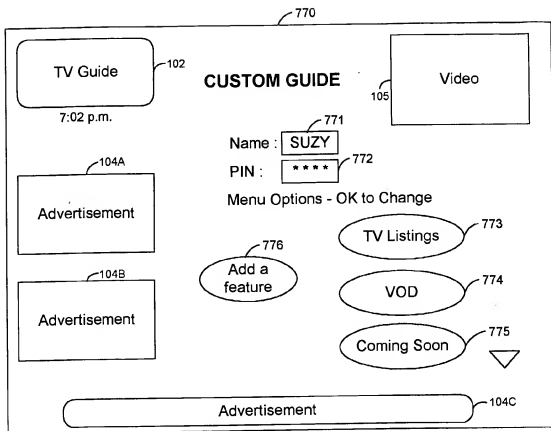 770
TV Guide
102
CUSTOM GUIDE
Video
105
7:02 p.m.
771
Name : SUZY
772
PIN : ****
Menu Options - OK to Change
104A
Advertisement
773
TV Listings
776
Add a
feature
104B
Advertisement
774
VOD
775
Coming Soon
Advertisement
104C